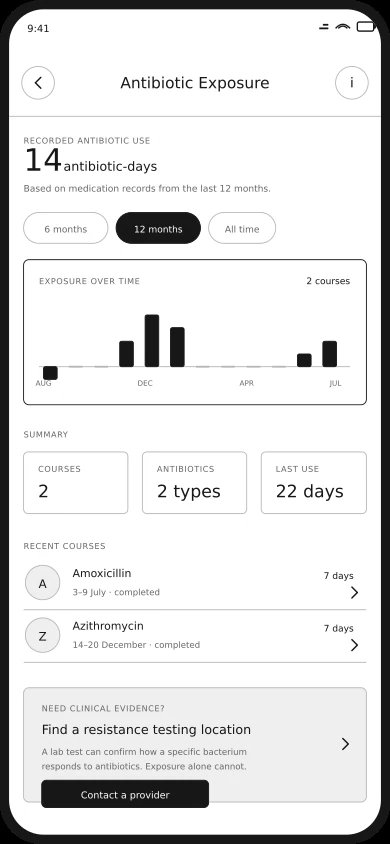 9:41
Antibiotic Exposure
i
RECORDED ANTIBIOTIC USE
14 antibiotic-days
Based on medication records from the last 12 months.
6 months 12 months All time
EXPOSURE OVER TIME 2 courses
AUG DEC APR JUL
SUMMARY
COURSES ANTIBIOTICS LAST USE
2 2 types 22 days
RECENT COURSES
A Amoxicillin 7 days
3–9 July · completed
Z Azithromycin 7 days
14–20 December · completed
NEED CLINICAL EVIDENCE?
Find a resistance testing location
A lab test can confirm how a specific bacterium
responds to antibiotics. Exposure alone cannot.
Contact a provider